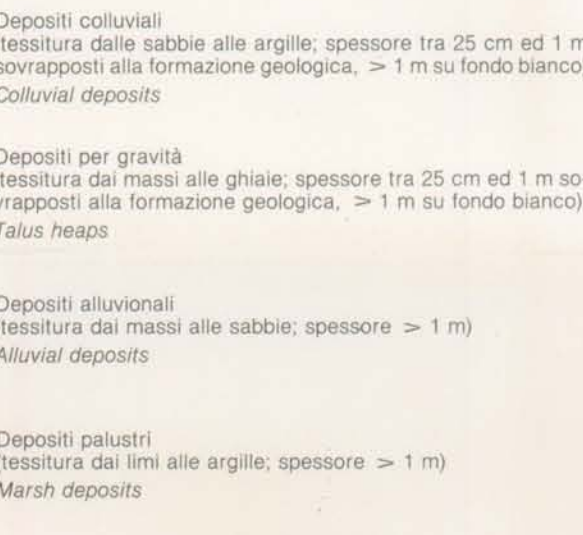 Depositi colluviali
(tessitura dalle sabbie alle argille; spessore tra 25 cm ed 1 m
sovrapposti alla formazione geologica, > 1 m su fondo bianco
Colluvial deposits
Depositi per gravità
(tessitura dai massi alle ghiaie; spessore tra 25 cm ed 1 m so-
vrapposti alla formazione geologica, > 1 m su fondo bianco)
Talus heaps
Depositi alluvionali
(tessitura dai massi alle sabbie; spessore > 1 m)
Alluvial deposits
Depositi palustri
(tessitura dai limi alle argille; spessore > 1 m)
Marsh deposits